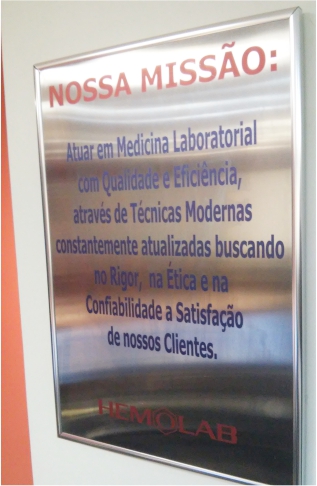 NOSSA MISSÃO:
Atuar em Medicina Laboratorial
com Qualidade e Eficiência,
através de Técnicas Modernas
constantemente atualizadas buscando
no Rigor, na Ética e na
Confiabilidade a Satisfação
de nossos Clientes.
HEMOLAB